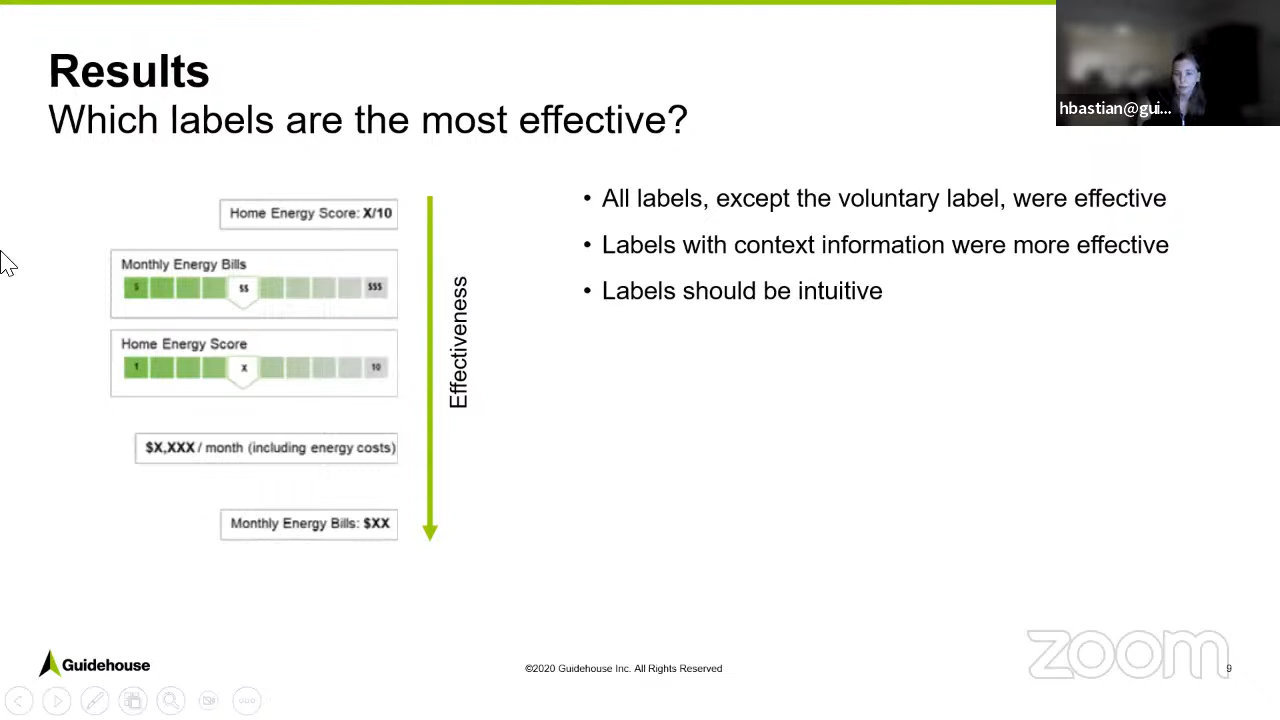 Results
Which labels are the most effective?
hbastian@gui...
Home Energy Score: X/10
Monthly Energy Bills
$ $$ $$$
Home Energy Score
1 X 10
$X,XXX / month (including energy costs)
Monthly Energy Bills: $XX
Effectiveness
• All labels, except the voluntary label, were effective
• Labels with context information were more effective
• Labels should be intuitive
Guidehouse
©2020 Guidehouse Inc. All Rights Reserved
zoom
9